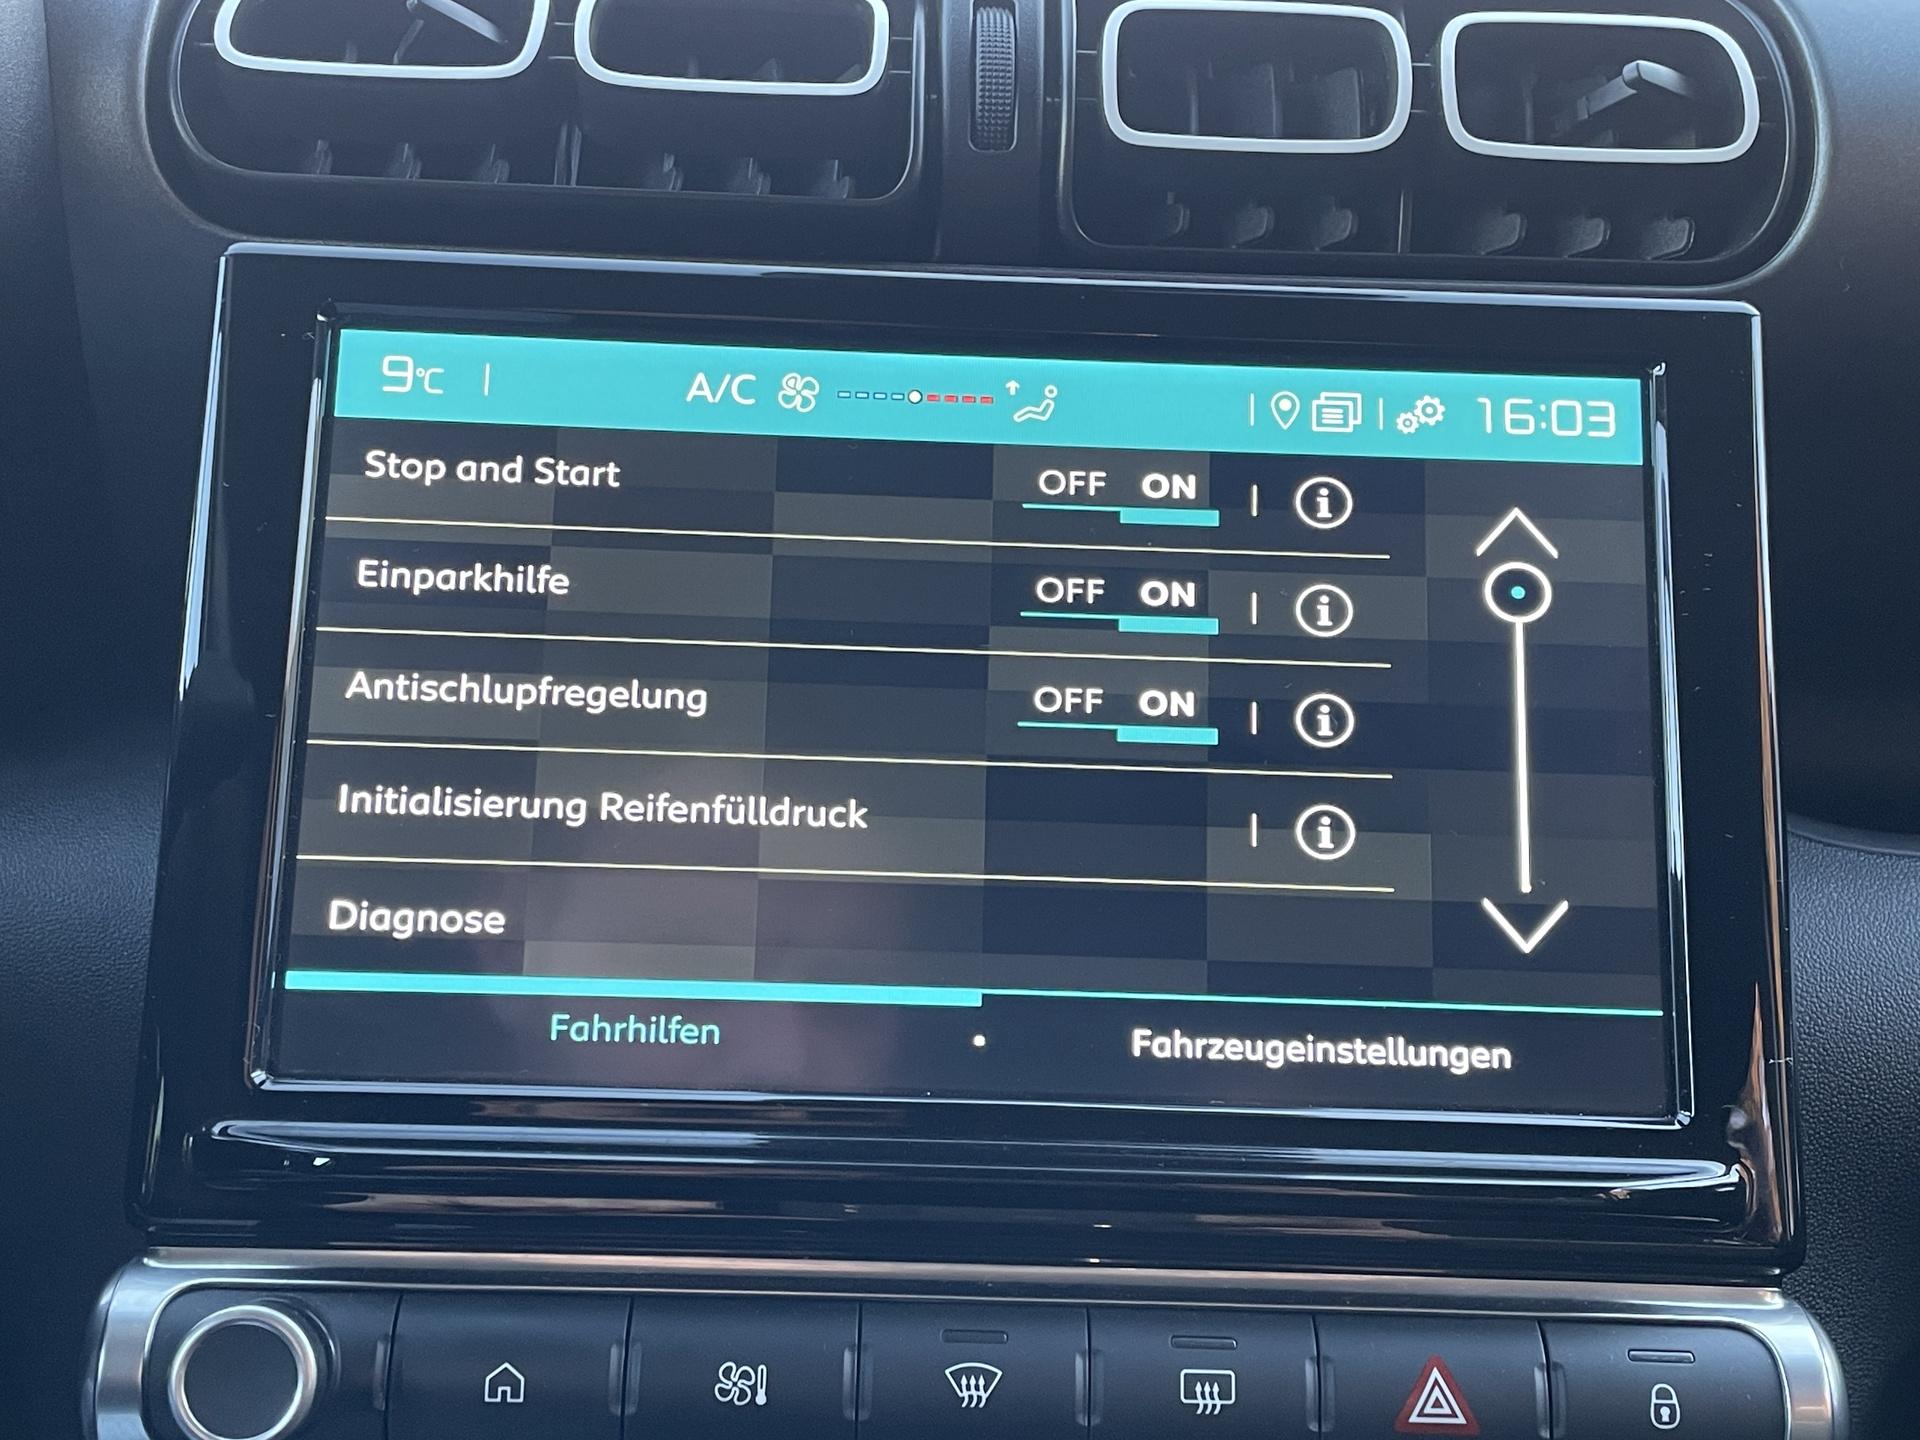 9°C | A/C | | 16:03
Stop and Start OFF ON | i
Einparkhilfe OFF ON | i
Antischlupfregelung OFF ON | i
Initialisierung Reifenfülldruck | i
Diagnose
Fahrhilfen • Fahrzeugeinstellungen